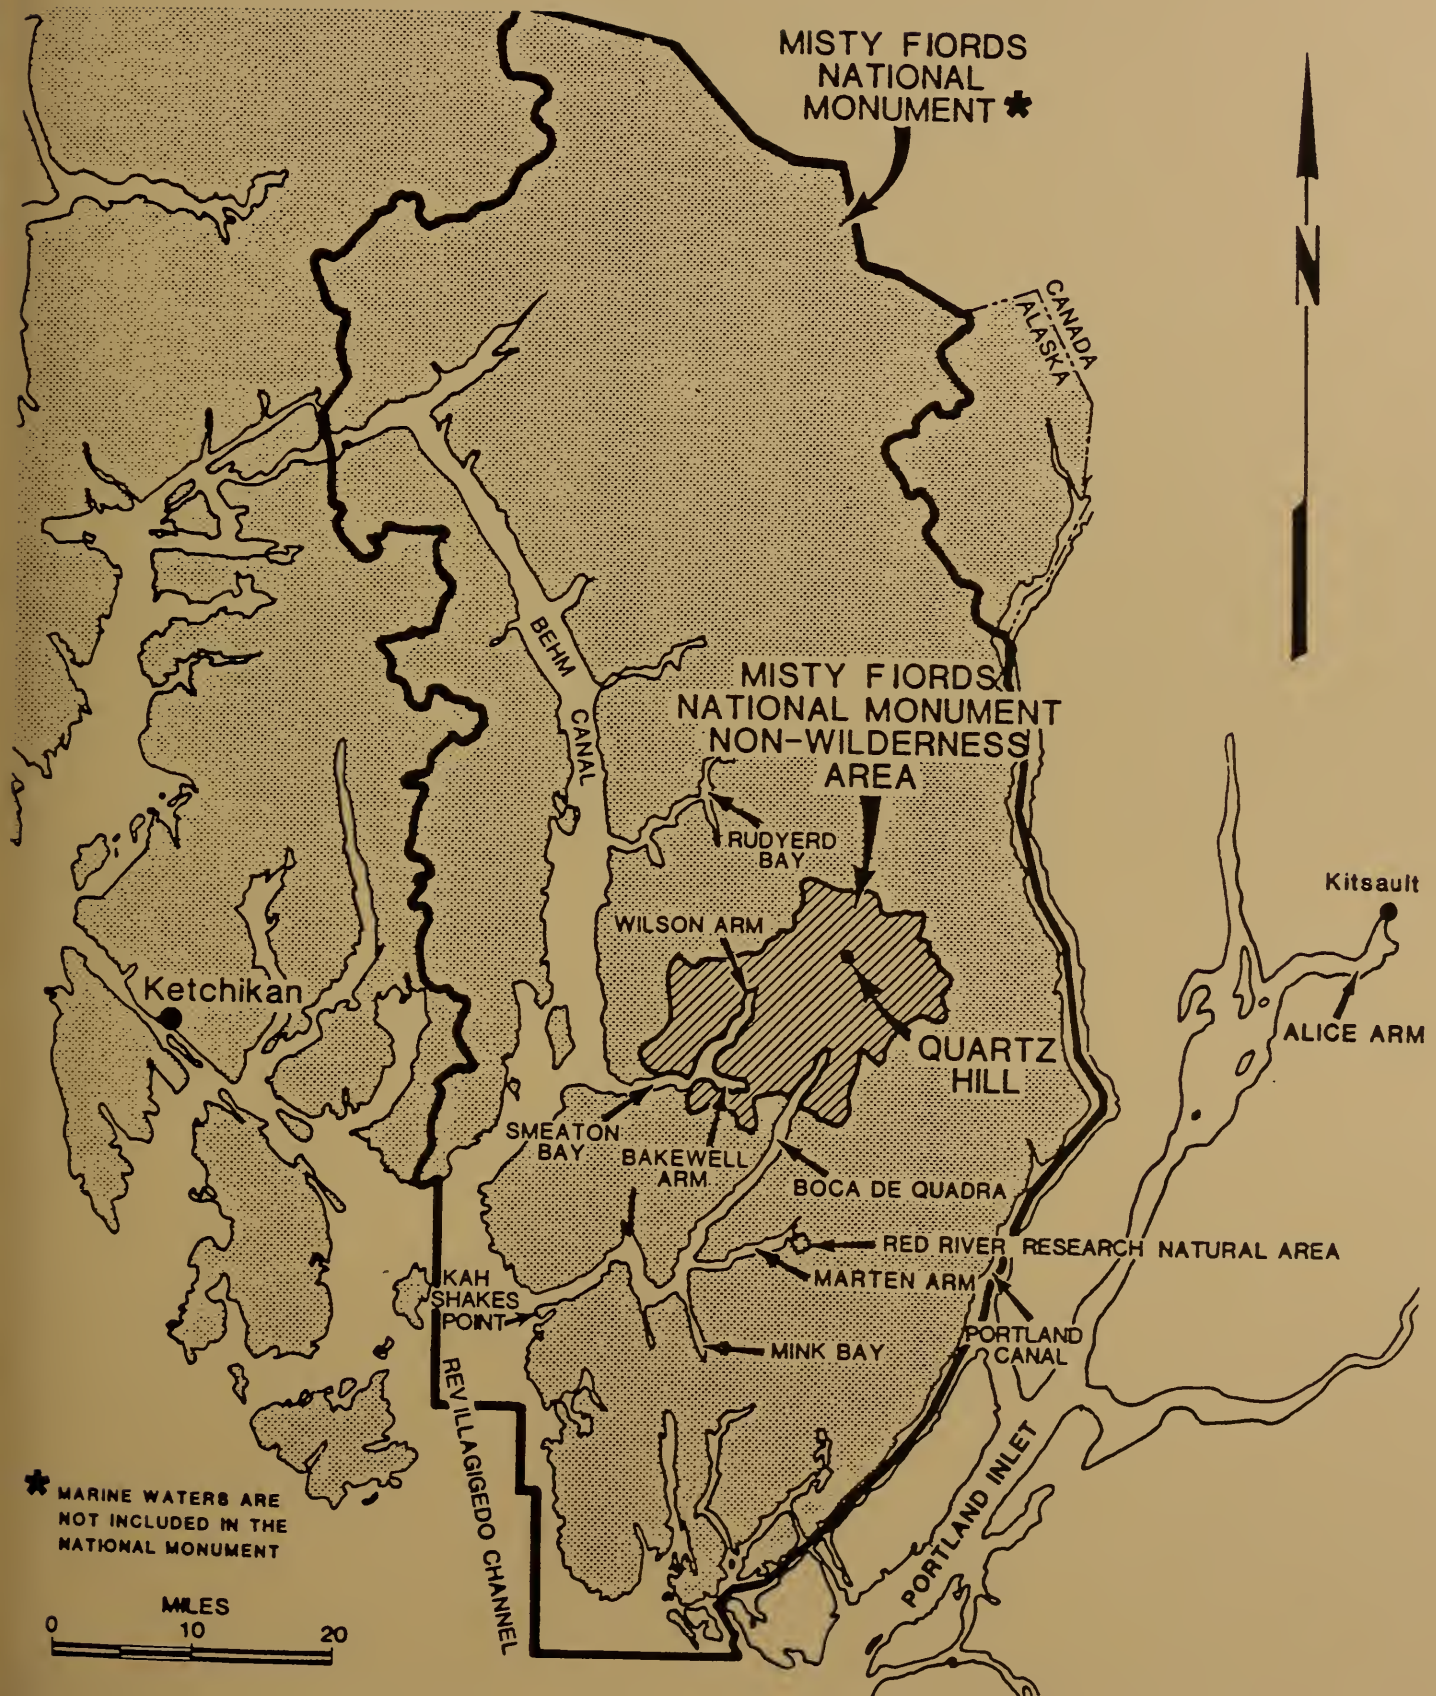 MISTY FIORDS
NATIONAL
MONUMENT *
N
CANADA
ALASKA
BEHM
CANAL
MISTY FIORDS
NATIONAL MONUMENT
NON-WILDERNESS
AREA
RUDYERD
BAY
Kitsault
WILSON ARM
Ketchikan
ALICE ARM
QUARTZ
HILL
SMEATON
BAY
BAKEWELL
ARM
BOCA DE QUADRA
RED RIVER RESEARCH NATURAL AREA
MARTEN ARM
KAH
SHAKES
POINT
PORTLAND
CANAL
MINK BAY
REVILLAGIGEDO CHANNEL
PORTLAND INLET
* MARINE WATERS ARE
NOT INCLUDED IN THE
NATIONAL MONUMENT
MILES
0 10 20